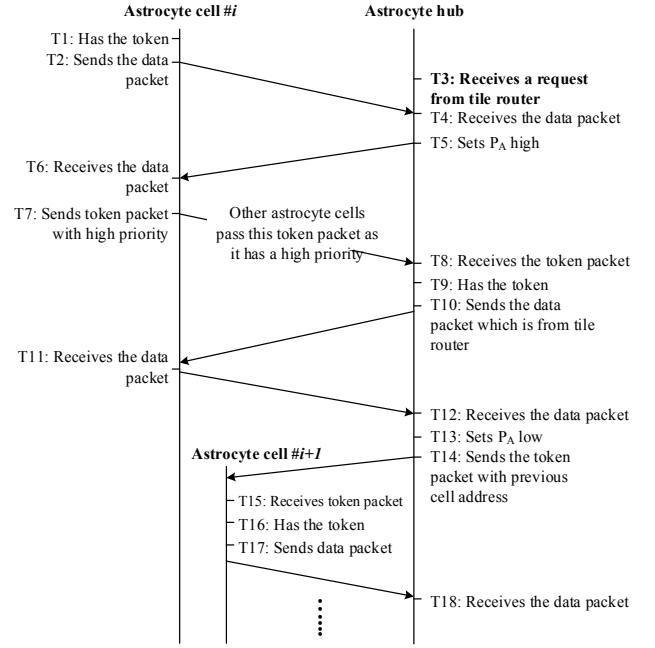 Astrocyte cell #i
Astrocyte hub
T1: Has the token
T2: Sends the data
packet
T3: Receives a request
from tile router
T4: Receives the data packet
T5: Sets PA high
T6: Receives the data
packet
T7: Sends token packet
with high priority
Other astrocyte cells
pass this token packet as
it has a high priority
T8: Receives the token packet
T9: Has the token
T10: Sends the data
packet which is from tile
router
T11: Receives the data
packet
T12: Receives the data packet
T13: Sets PA low
T14: Sends the token
packet with previous
cell address
Astrocyte cell #i+1
T15: Receives token packet
T16: Has the token
T17: Sends data packet
T18: Receives the data packet